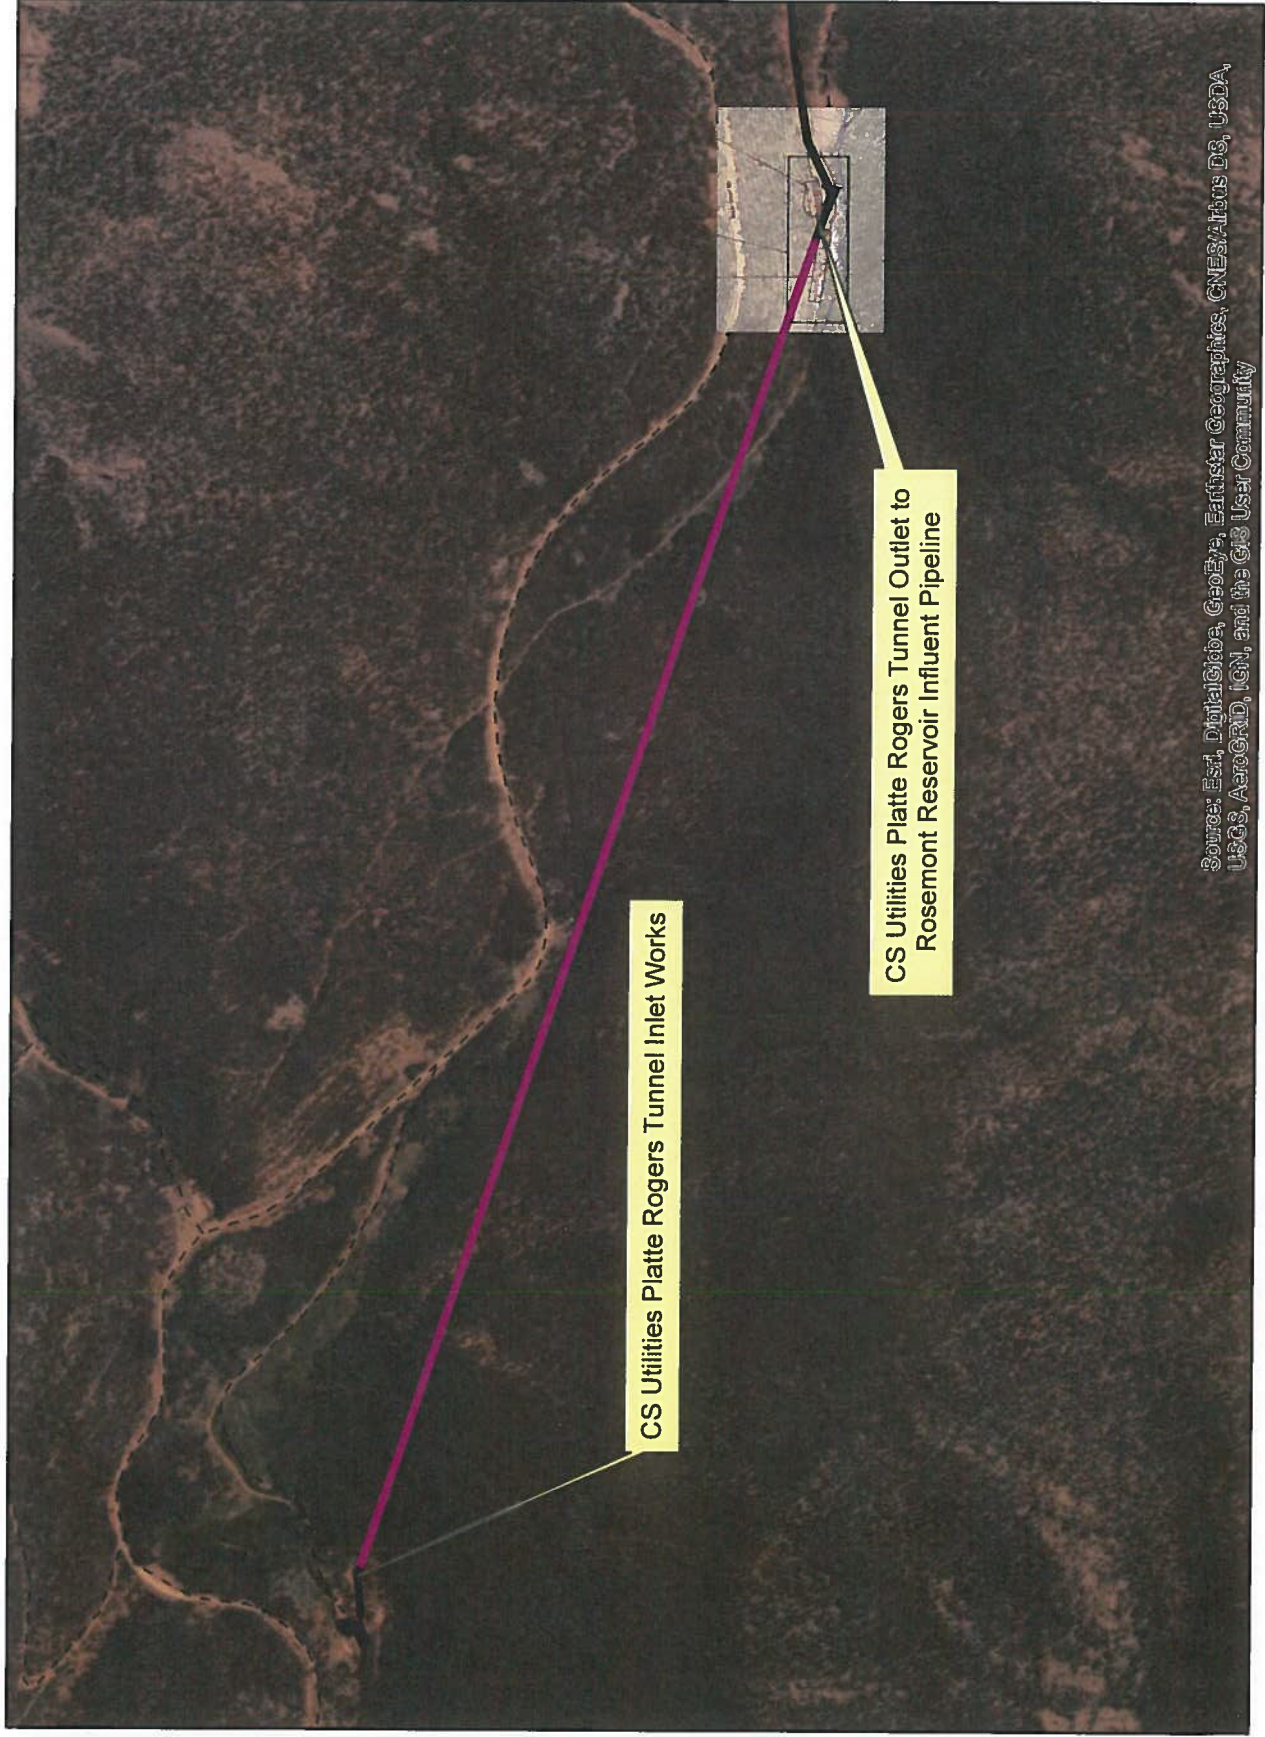 CS Utilities Platte Rogers Tunnel Inlet Works
CS Utilities Platte Rogers Tunnel Outlet to
Rosemont Reservoir Influent Pipeline
Source: Esri, DigitalGlobe, GeoEye, Earthstar Geographics, CNES/Airbus DS, USDA,
USGS, AeroGRID, IGN, and the GIS User Community